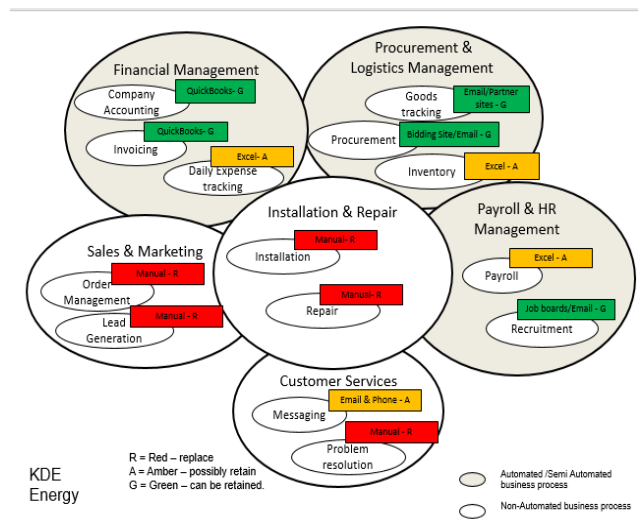 Financial Management
Company
Accounting
QuickBooks- G
Invoicing
QuickBooks- G
Daily Expense
tracking
Excel- A
Procurement &
Logistics Management
Goods
tracking
Email/Partner
sites - G
Procurement
Bidding Site/Email - G
Inventory
Excel – A
Installation & Repair
Installation
Manual- R
Repair
Manual- R
Payroll & HR
Management
Payroll
Excel – A
Recruitment
Job boards/Email - G
Sales & Marketing
Order
Management
Manual - R
Lead
Generation
Manual - R
Customer Services
Messaging
Email & Phone - A
Problem
resolution
Manual - R
KDE
Energy
R = Red – replace
A = Amber – possibly retain
G = Green – can be retained.
Automated /Semi Automated
business process
Non-Automated business process